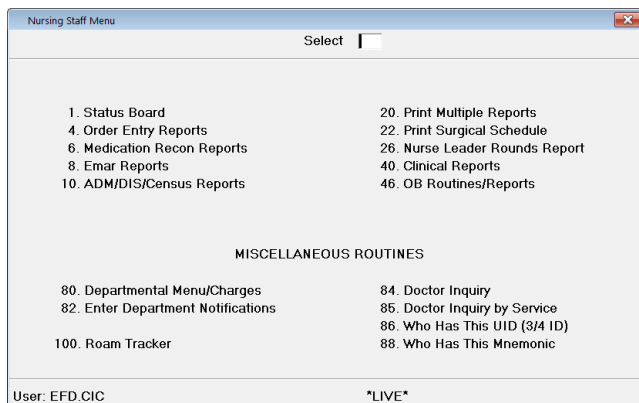 Nursing Staff Menu
Select
1. Status Board
4. Order Entry Reports
6. Medication Recon Reports
8. Emar Reports
10. ADM/DIS/Census Reports
20. Print Multiple Reports
22. Print Surgical Schedule
26. Nurse Leader Rounds Report
40. Clinical Reports
46. OB Routines/Reports
MISCELLANEOUS ROUTINES
80. Departmental Menu/Charges
82. Enter Department Notifications
100. Roam Tracker
84. Doctor Inquiry
85. Doctor Inquiry by Service
86. Who Has This UID (3/4 ID)
88. Who Has This Mnemonic
User: EFD.CIC
*LIVE*